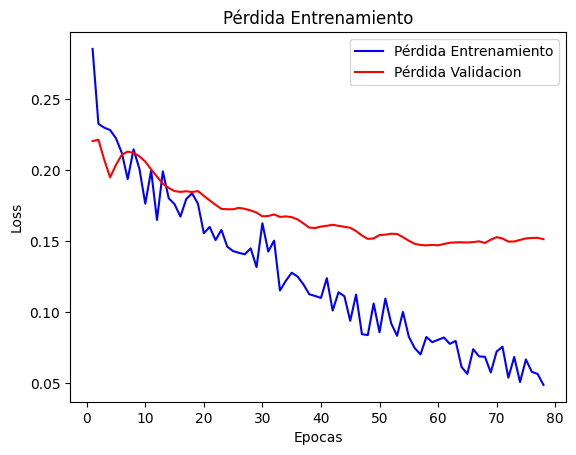 Pérdida Entrenamiento
Pérdida Entrenamiento
Pérdida Validacion
0.25
0.20
0.15
0.10
0.05
Loss
0 10 20 30 40 50 60 70 80
Epocas